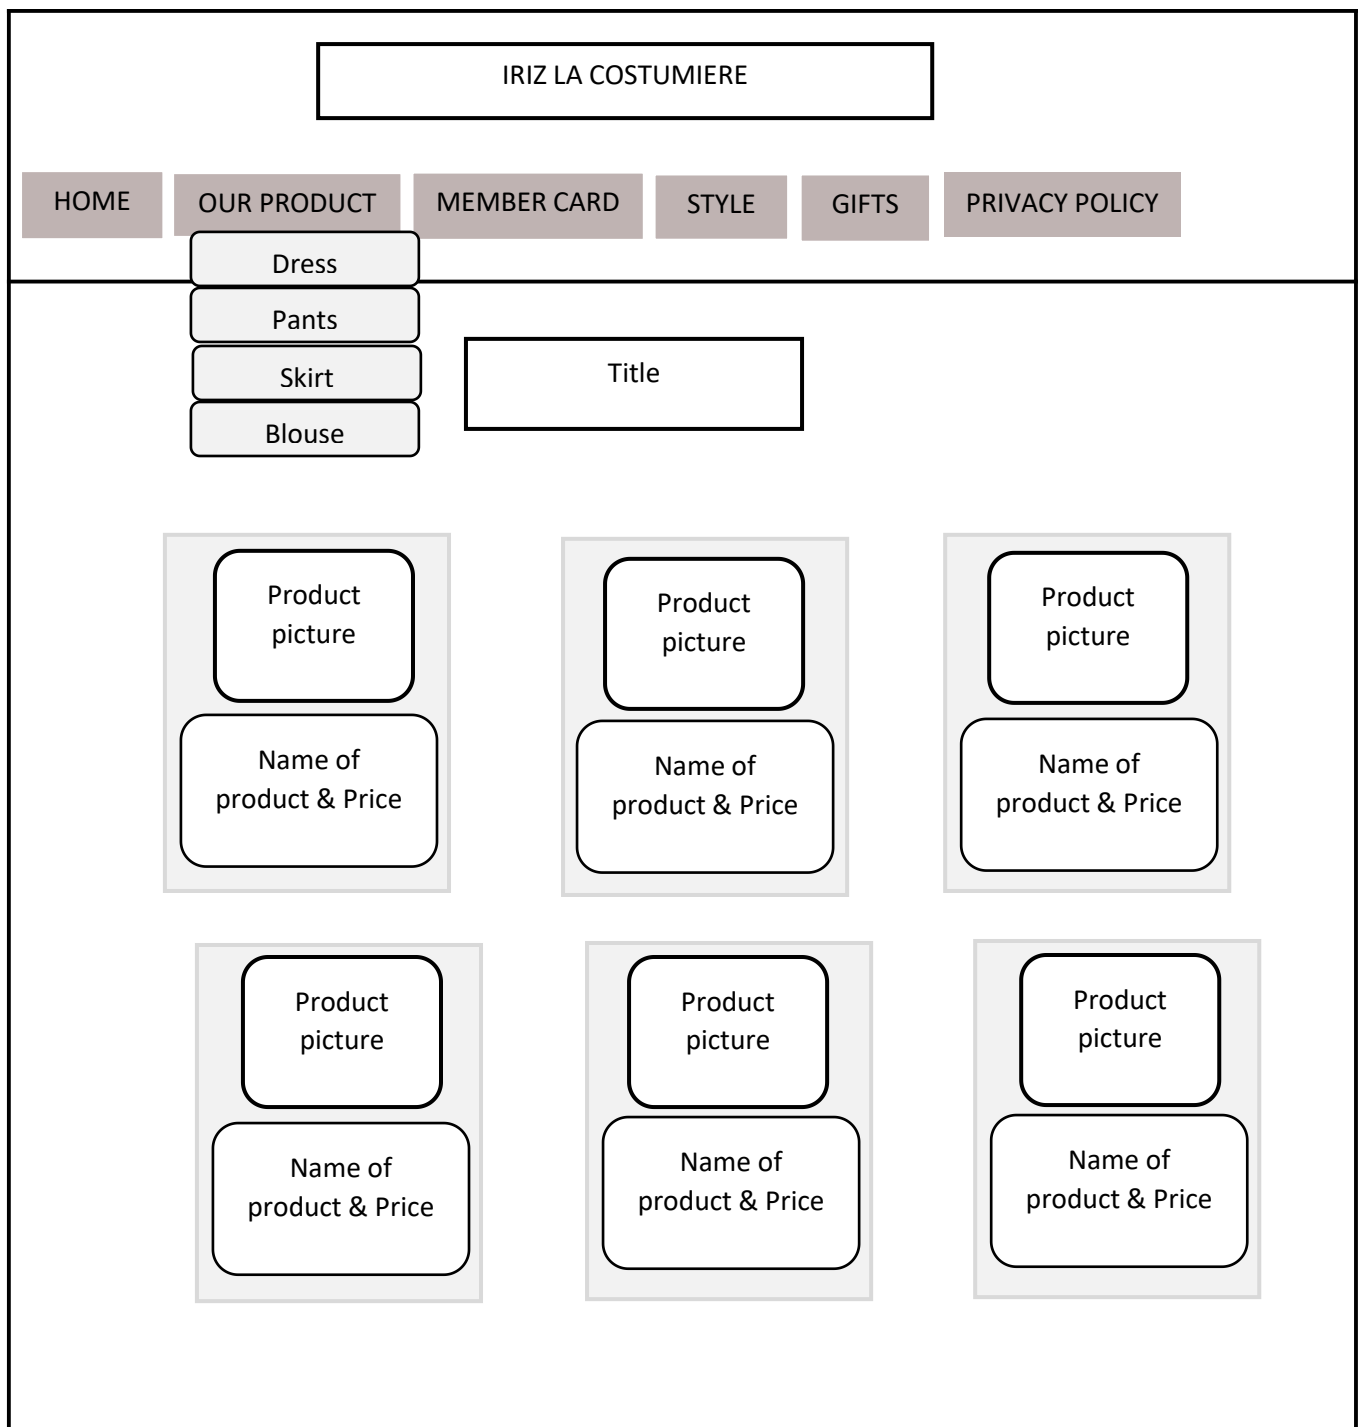 IRIZ LA COSTUMIERE
HOME
OUR PRODUCT
MEMBER CARD
STYLE
GIFTS
PRIVACY POLICY
Dress
Pants
Skirt
Blouse
Title
Product
picture
Name of
product & Price
Product
picture
Name of
product & Price
Product
picture
Name of
product & Price
Product
picture
Name of
product & Price
Product
picture
Name of
product & Price
Product
picture
Name of
product & Price